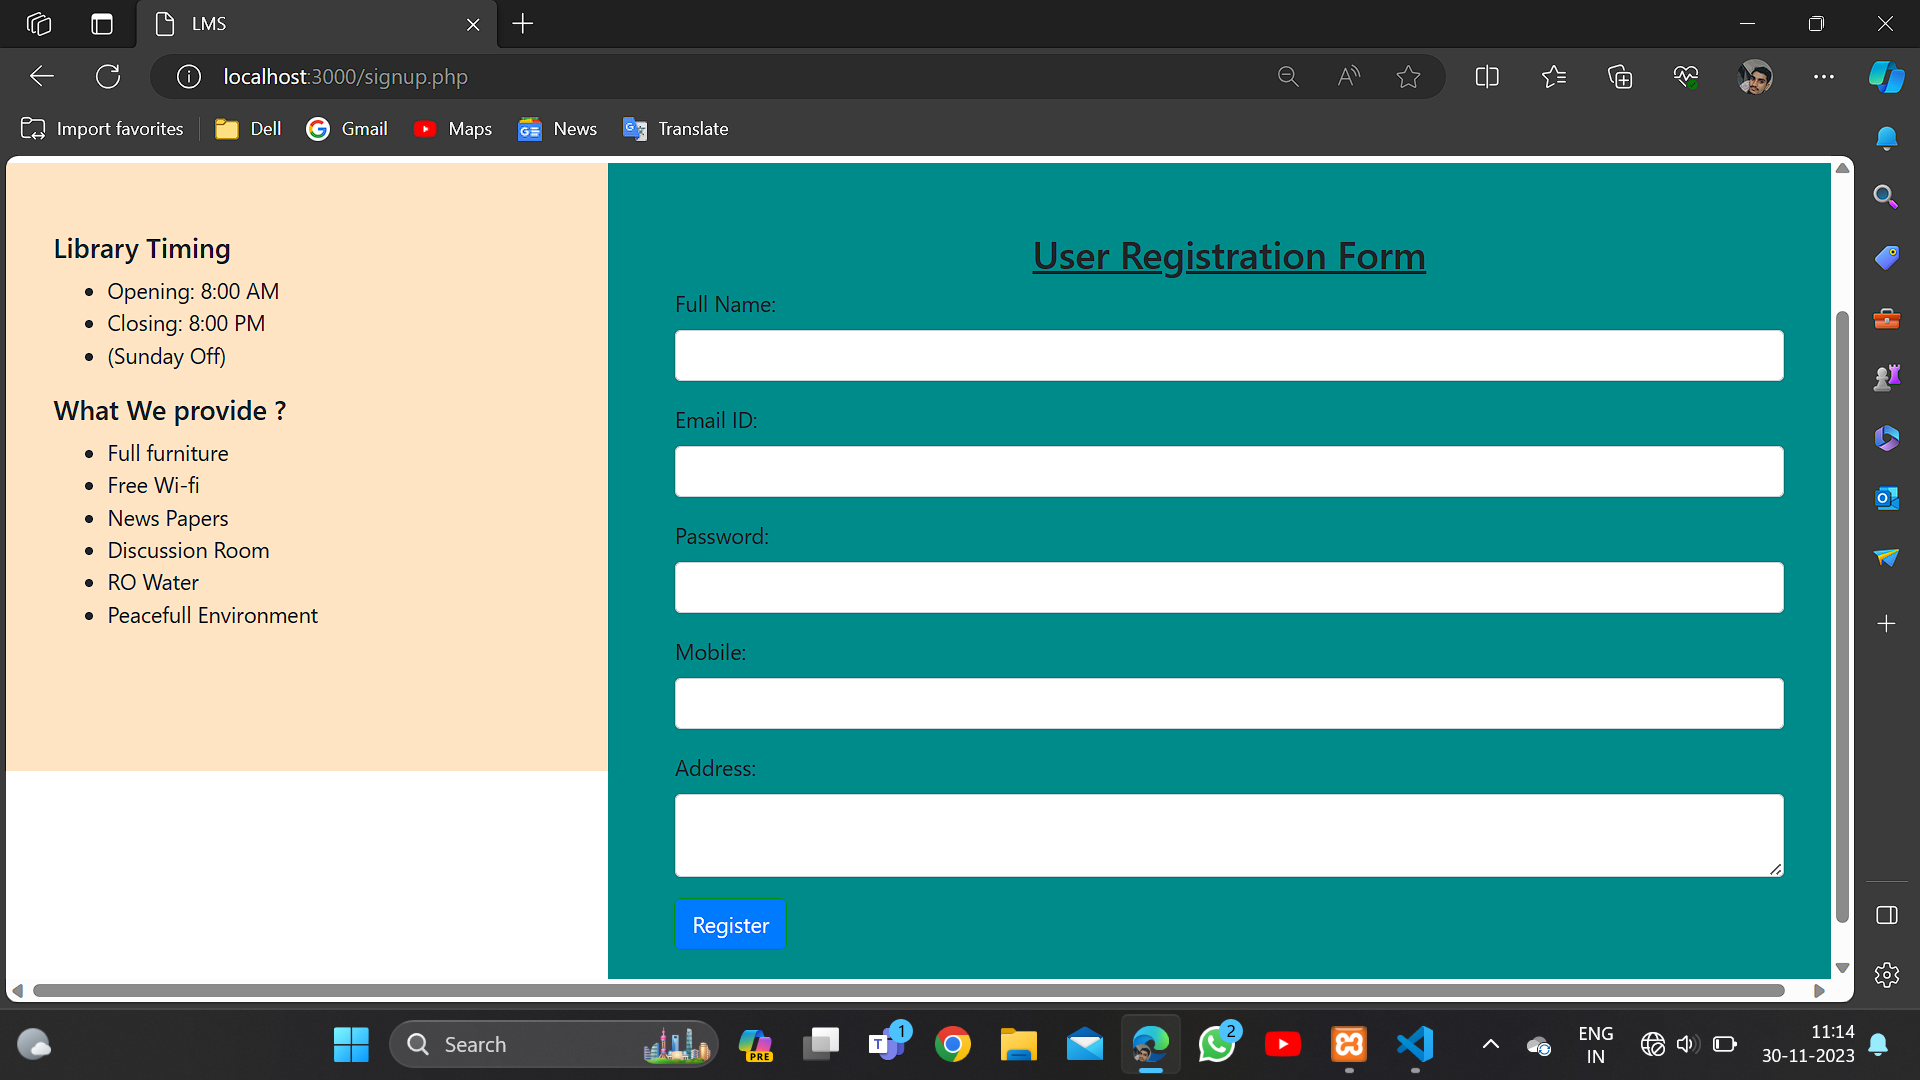 LMS
localhost:3000/signup.php
Import favorites
Dell
Gmail
Maps
News
Translate
Library Timing
Opening: 8:00 AM
Closing: 8:00 PM
(Sunday Off)
What We provide ?
Full furniture
Free Wi-fi
News Papers
Discussion Room
RO Water
Peacefull Environment
User Registration Form
Full Name:
Email ID:
Password:
Mobile:
Address:
Register
Search
PRE
T
1
2
ENG
IN
11:14
30-11-2023